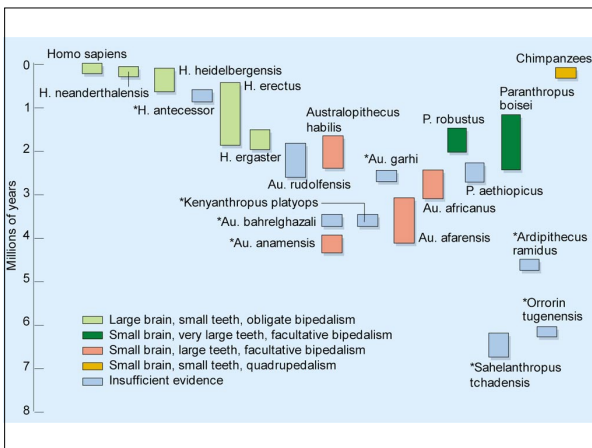 Homo sapiens
Chimpanzees
H. heidelbergensis
H. neanderthalensis
H. erectus
*H. antecessor
Paranthropus
boisei
Australopithecus
habilis
P. robustus
H. ergaster
*Au. garhi
Au. rudolfensis
P. aethiopicus
*Kenyanthropus platyops
Au. africanus
*Au. bahrelghazali
*Au. anamensis
Au. afarensis
*Ardipithecus
ramidus
*Orrorin
tugenensis
*Sahelanthropus
tchadensis
Millions of years
0
1
2
3
4
5
6
7
8
Large brain, small teeth, obligate bipedalism
Small brain, very large teeth, facultative bipedalism
Small brain, large teeth, facultative bipedalism
Small brain, small teeth, quadrupedalism
Insufficient evidence